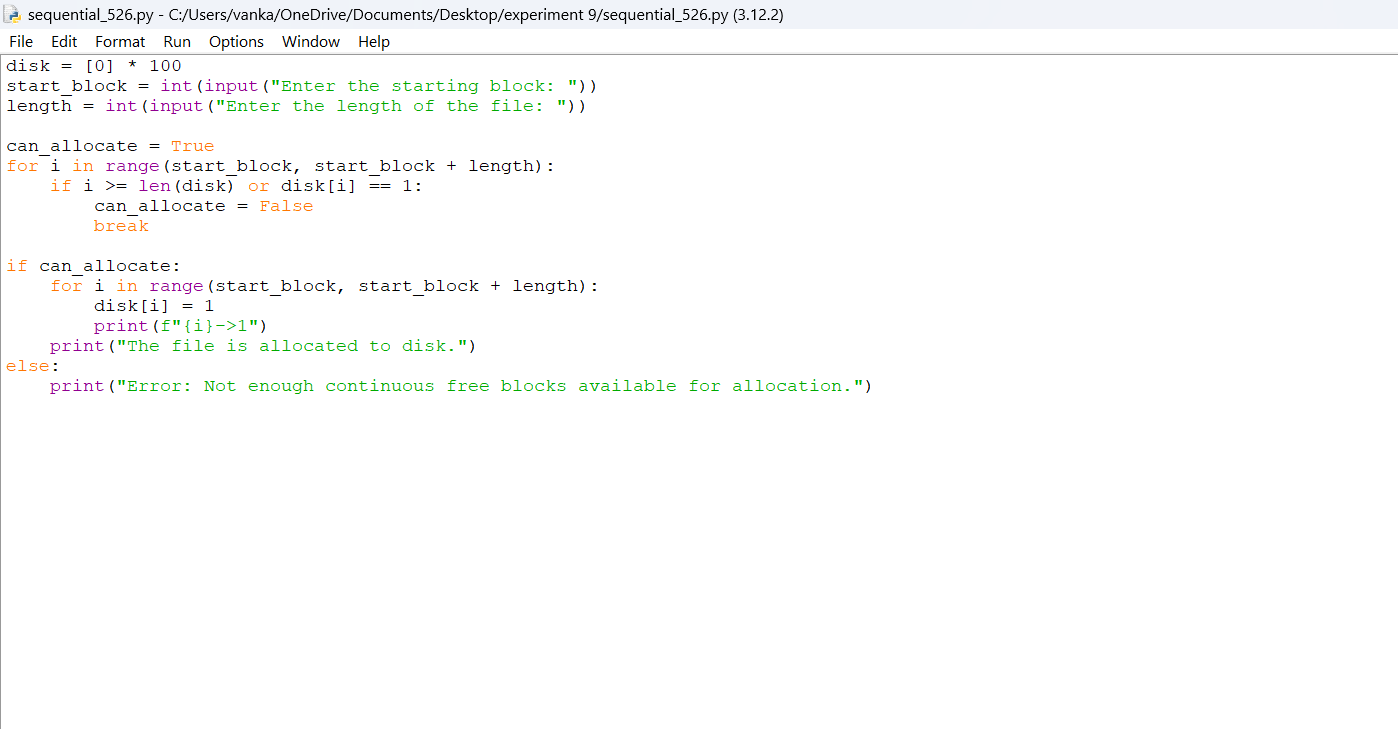 sequential_526.py - C:/Users/vanka/OneDrive/Documents/Desktop/experiment 9/sequential_526.py (3.12.2)
File Edit Format Run Options Window Help
disk = [0] * 100
start_block = int(input("Enter the starting block: "))
length = int(input("Enter the length of the file: "))

can_allocate = True
for i in range(start_block, start_block + length):
    if i >= len(disk) or disk[i] == 1:
        can_allocate = False
        break

if can_allocate:
    for i in range(start_block, start_block + length):
        disk[i] = 1
        print(f"{i}->1")
    print("The file is allocated to disk.")
else:
    print("Error: Not enough continuous free blocks available for allocation.")